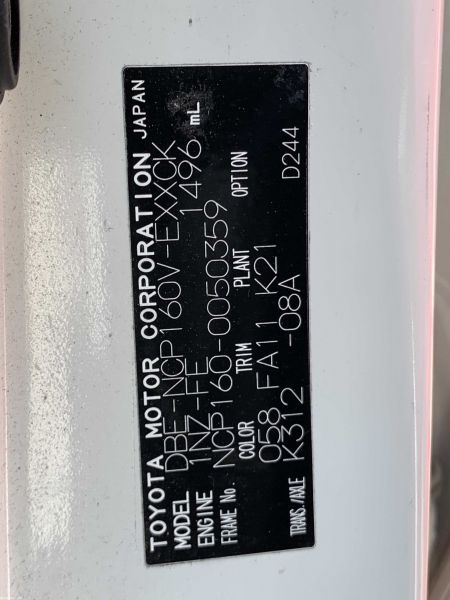 TOYOTA MOTOR CORPORATION JAPAN
MODEL DBE-NCP160V-EXXCK
ENGINE 1NZ-FE 1496 mL
FRAME No. NCP160-0050359
COLOR TRIM PLANT OPTION
058 FA11 K21
TRANS./AXLE K312 -08A D244